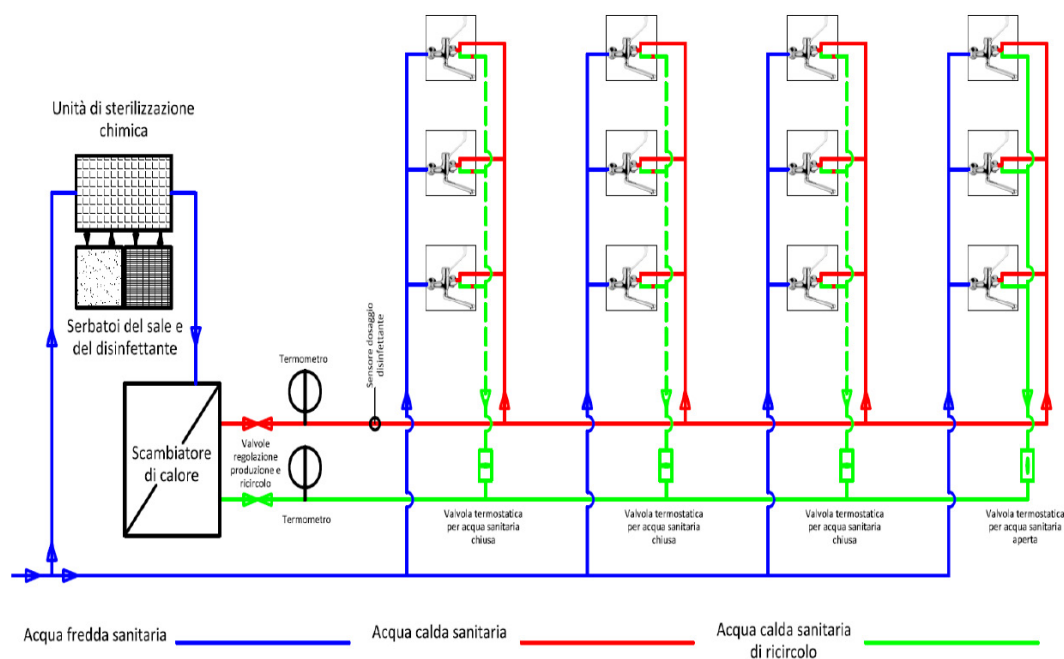 Unità di sterilizzazione
chimica
Serbatoi del sale e
del disinfettante
Scambiatore
di calore
Termometro
Valvole
regolazione
produzione e
ricircolo
Termometro
Sensore dosaggio
disinfettante
Valvola termostatica
per acqua sanitaria
chiusa
Valvola termostatica
per acqua sanitaria
chiusa
Valvola termostatica
per acqua sanitaria
chiusa
Valvola termostatica
per acqua sanitaria
aperta
Acqua fredda sanitaria
Acqua calda sanitaria
Acqua calda sanitaria
di ricircolo